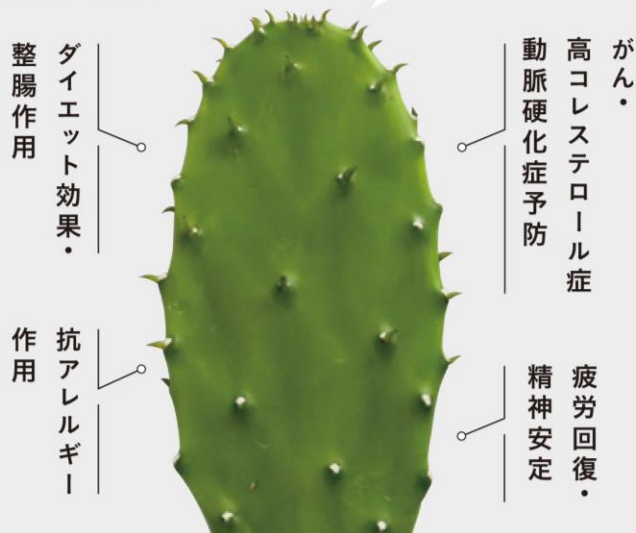 がん・
高コレステロール症
動脈硬化症予防
疲労回復・
精神安定
ダイエット効果・
整腸作用
抗アレルギー
作用